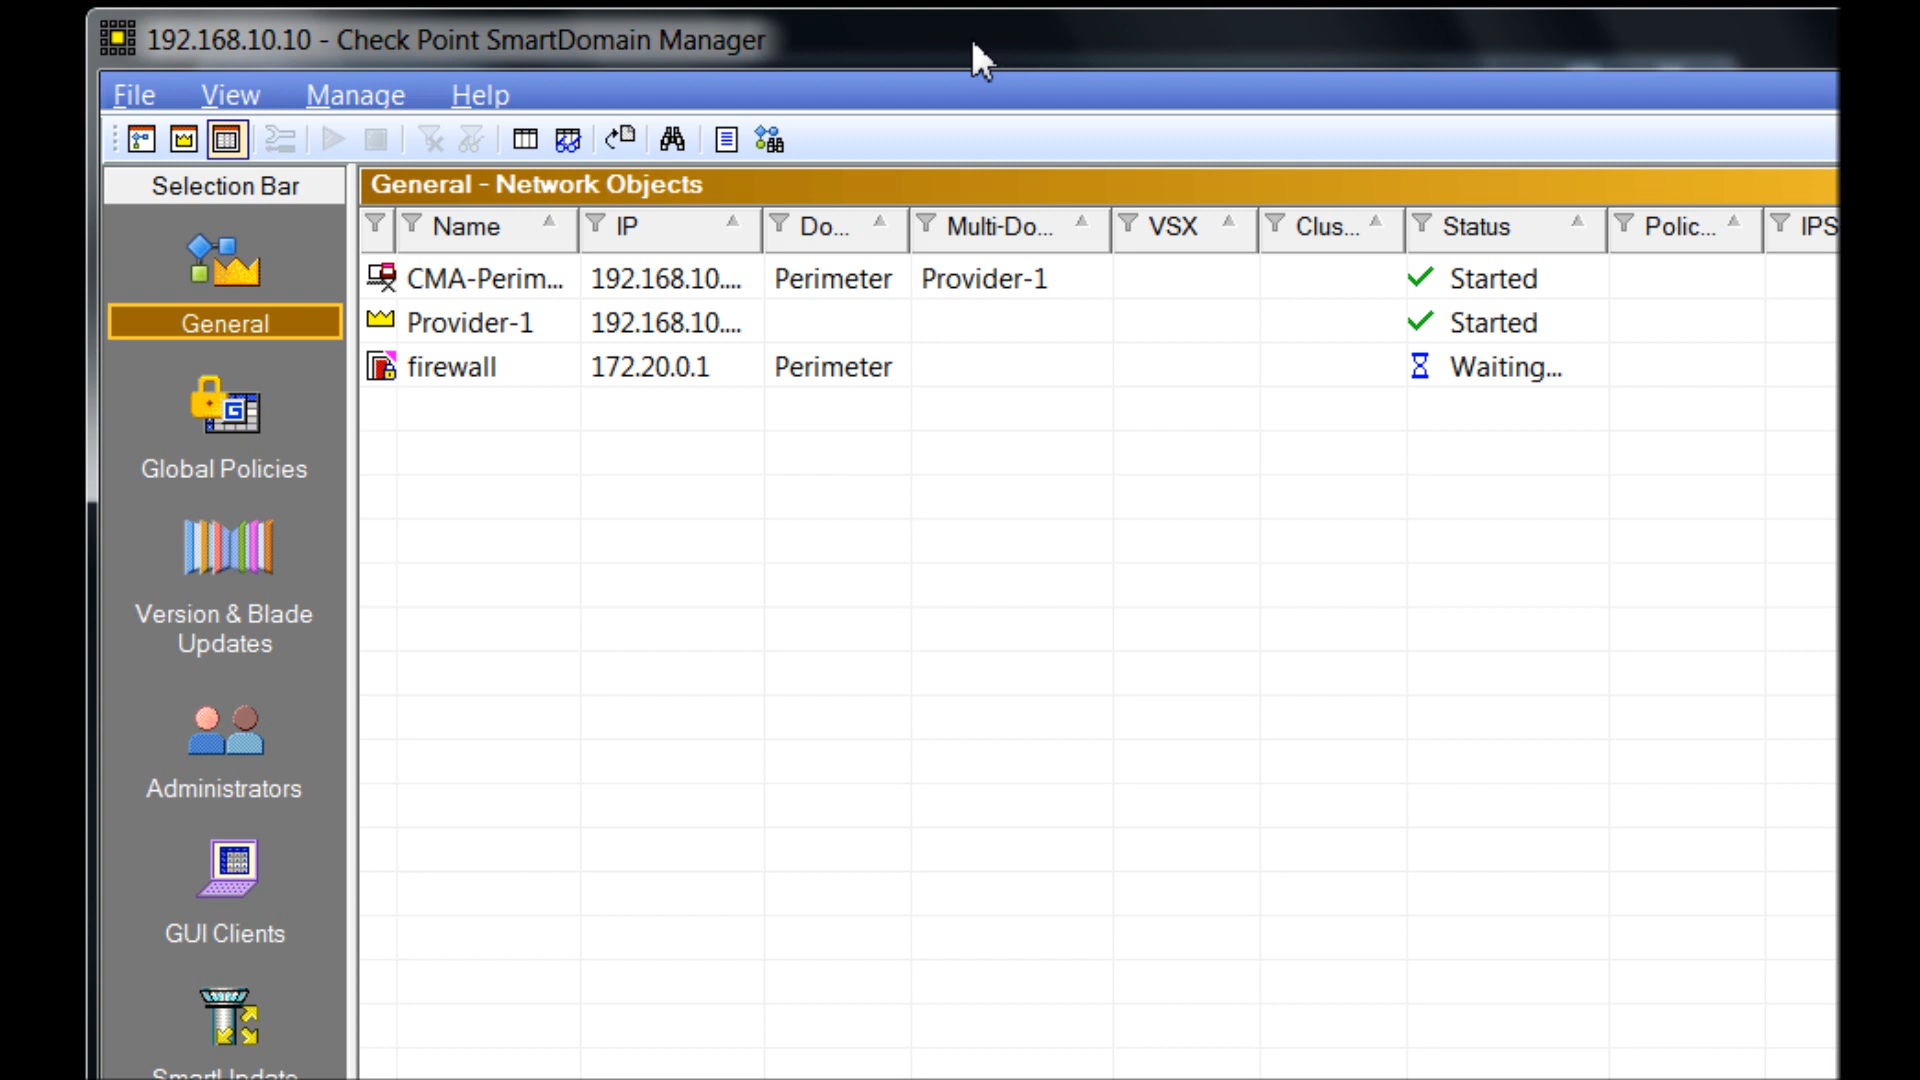 192.168.10.10 - Check Point SmartDomain Manager
File View Manage Help
Selection Bar
General
Global Policies
Version & Blade
Updates
Administrators
GUI Clients
SmartUpdate
General - Network Objects
Name IP Do... Multi-Do... VSX Clus... Status Polic... IPS
CMA-Perim... 192.168.10.... Perimeter Provider-1 Started
Provider-1 192.168.10.... Started
firewall 172.20.0.1 Perimeter Waiting...